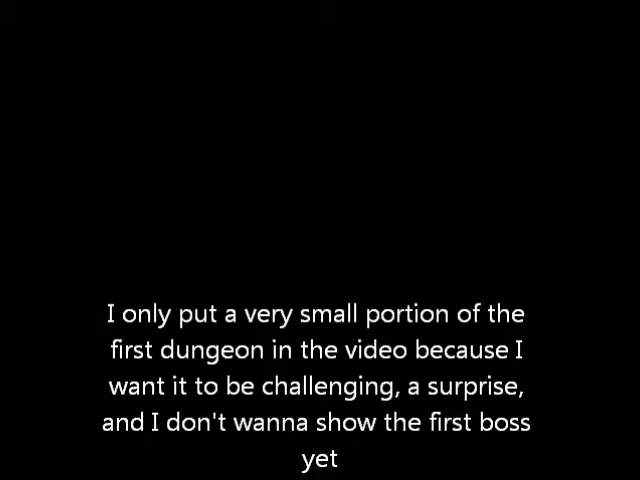 I only put a very small portion of the
first dungeon in the video because I
want it to be challenging, a surprise,
and I don't wanna show the first boss
yet